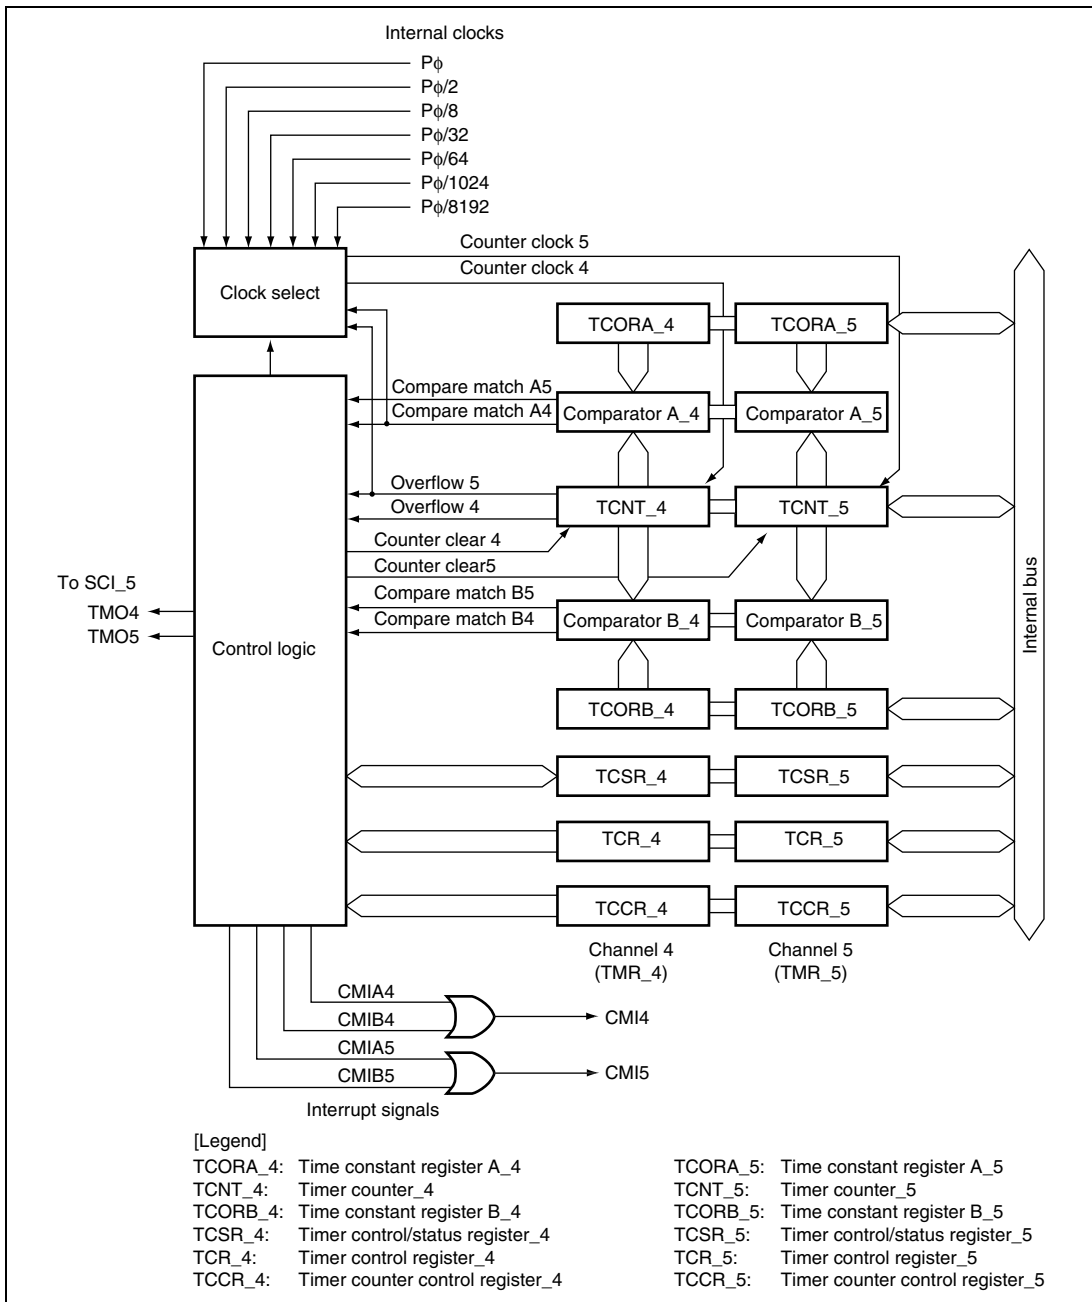 Internal clocks
Pϕ
Pϕ/2
Pϕ/8
Pϕ/32
Pϕ/64
Pϕ/1024
Pϕ/8192
Counter clock 5
Counter clock 4
Clock select
TCORA_4
TCORA_5
Compare match A5
Compare match A4
Comparator A_4
Comparator A_5
Overflow 5
Overflow 4
TCNT_4
TCNT_5
Counter clear 4
Counter clear5
To SCI_5
TMO4
TMO5
Compare match B5
Compare match B4
Comparator B_4
Comparator B_5
Control logic
Internal bus
TCORB_4
TCORB_5
TCSR_4
TCSR_5
TCR_4
TCR_5
TCCR_4
TCCR_5
Channel 4
(TMR_4)
Channel 5
(TMR_5)
CMIA4
CMIB4
CMI4
CMIA5
CMIB5
CMI5
Interrupt signals
[Legend]
TCORA_4: Time constant register A_4
TCNT_4: Timer counter_4
TCORB_4: Time constant register B_4
TCSR_4: Timer control/status register_4
TCR_4: Timer control register_4
TCCR_4: Timer counter control register_4
TCORA_5: Time constant register A_5
TCNT_5: Timer counter_5
TCORB_5: Time constant register B_5
TCSR_5: Timer control/status register_5
TCR_5: Timer control register_5
TCCR_5: Timer counter control register_5